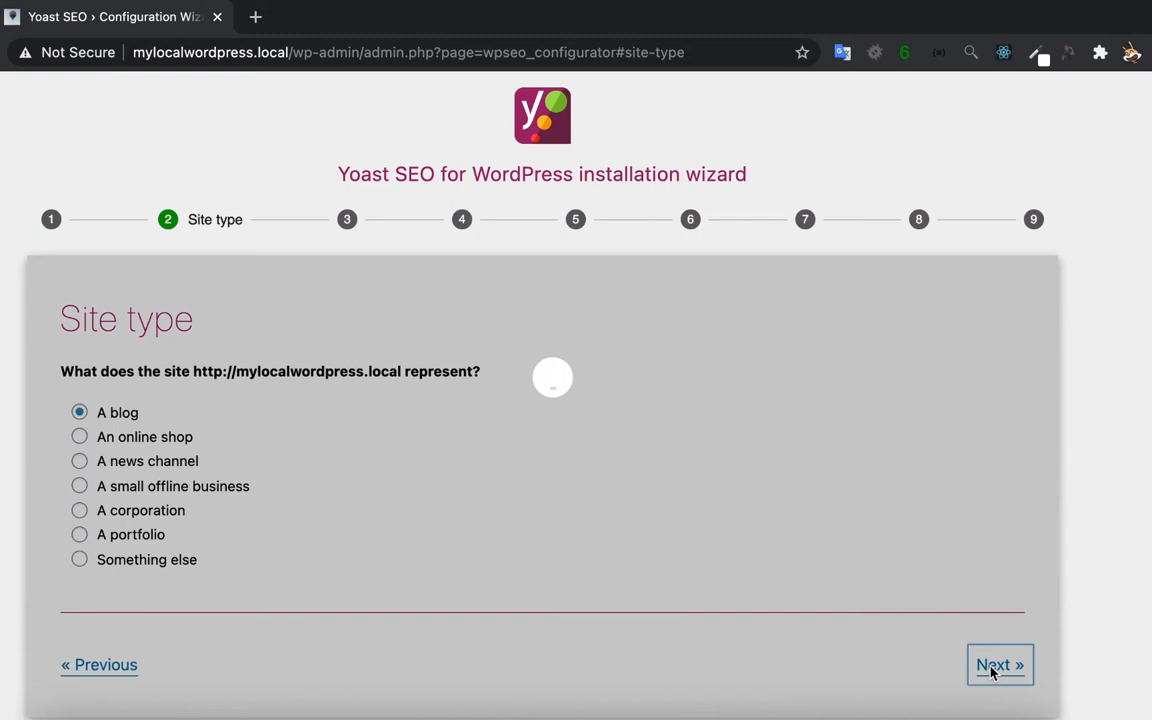 Yoast SEO › Configuration Wiz
Not Secure mylocalwordpress.local/wp-admin/admin.php?page=wpseo_configurator#site-type
6
y
Yoast SEO for WordPress installation wizard
1 2 Site type 3 4 5 6 7 8 9
Site type
What does the site http://mylocalwordpress.local represent?
A blog
An online shop
A news channel
A small offline business
A corporation
A portfolio
Something else
« Previous
Next »